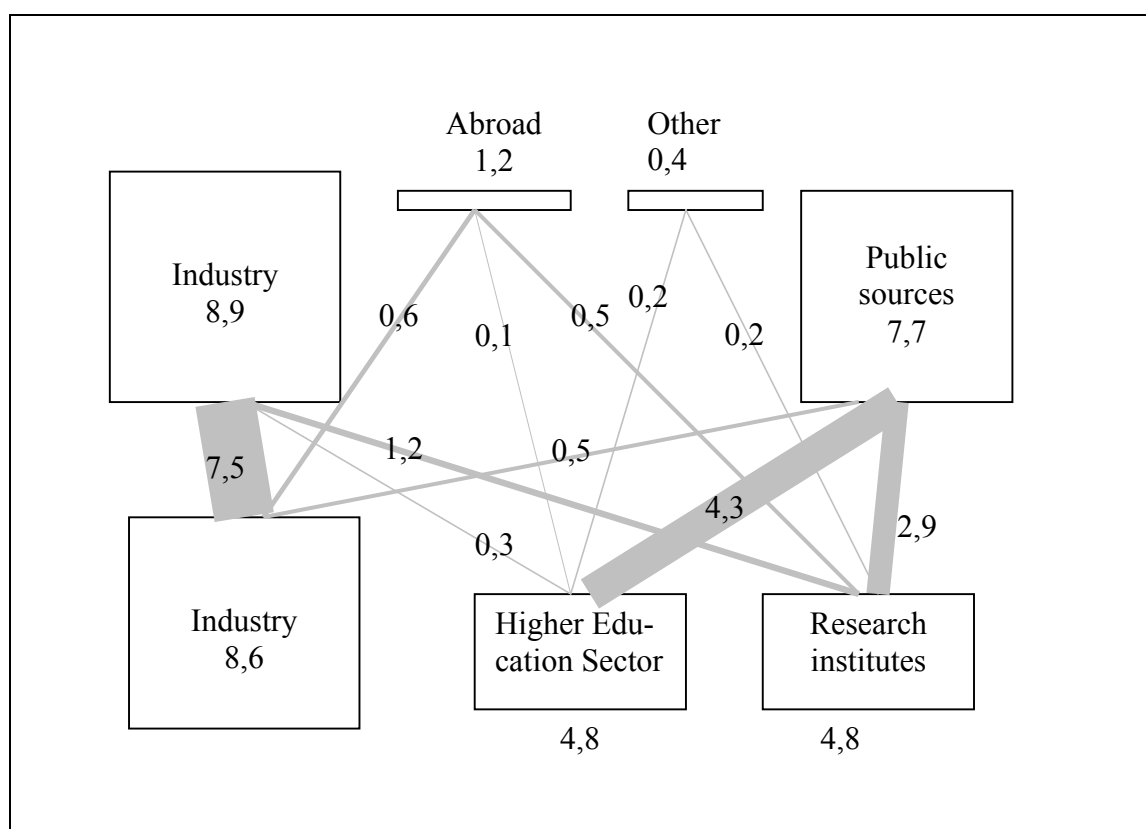 Abroad
1,2
Other
0,4
Industry
8,9
Public
sources
7,7
0,6
0,1
0,5
0,2
0,2
7,5
1,2
0,5
4,3
2,9
0,3
Industry
8,6
Higher Edu-
cation Sector
4,8
Research
institutes
4,8